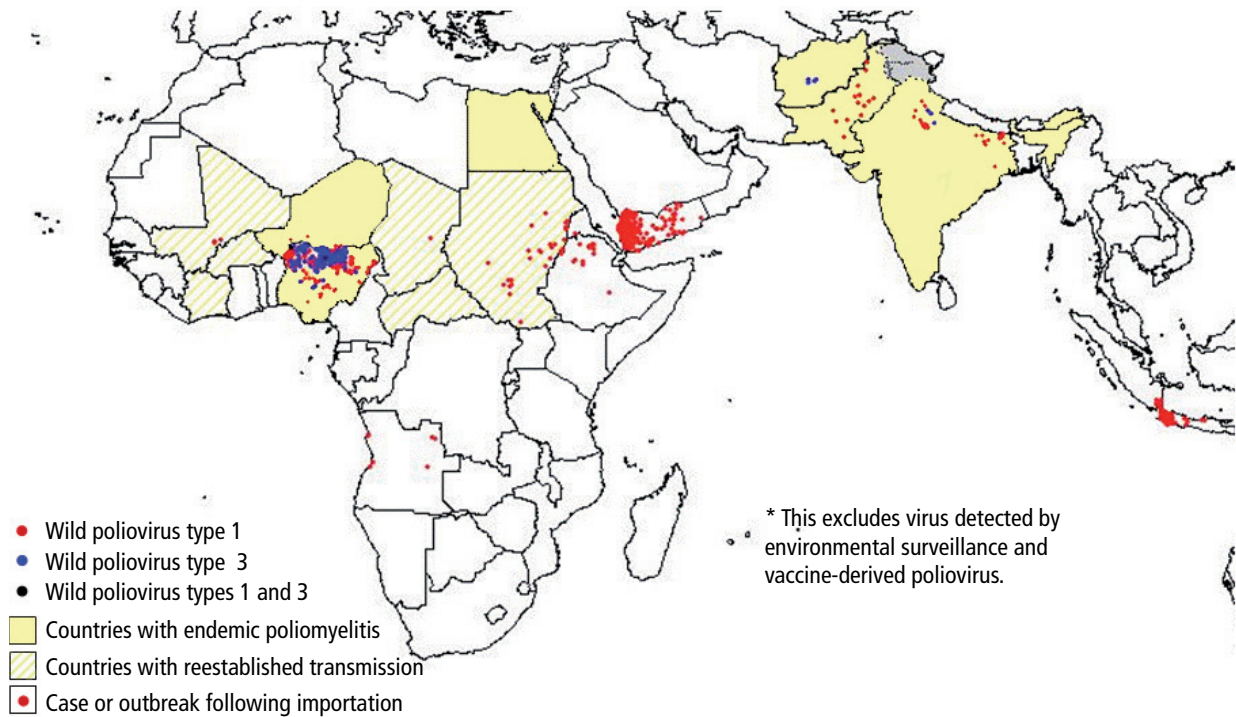 Wild poliovirus type 1
Wild poliovirus type 3
Wild poliovirus types 1 and 3
Countries with endemic poliomyelitis
Countries with reestablished transmission
Case or outbreak following importation
* This excludes virus detected by
environmental surveillance and
vaccine-derived poliovirus.